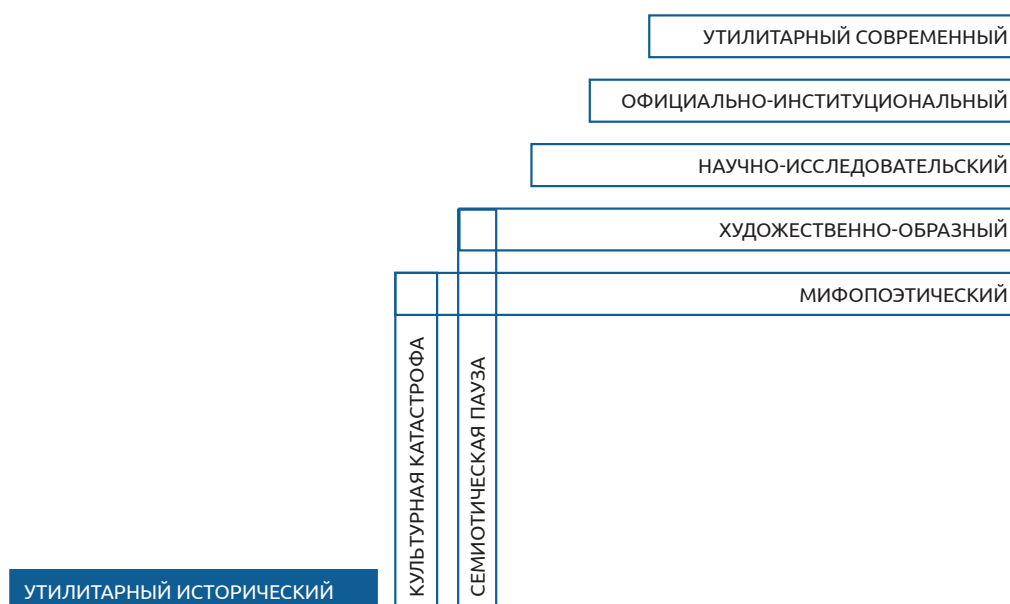 УТИЛИТАРНЫЙ СОВРЕМЕННЫЙ
ОФИЦИАЛЬНО-ИНСТИТУЦИОНАЛЬНЫЙ
НАУЧНО-ИССЛЕДОВАТЕЛЬСКИЙ
ХУДОЖЕСТВЕННО-ОБРАЗНЫЙ
МИФОПОЭТИЧЕСКИЙ
КУЛЬТУРНАЯ КАТАСТРОФА
СЕМИОТИЧЕСКАЯ ПАУЗА
УТИЛИТАРНЫЙ ИСТОРИЧЕСКИЙ